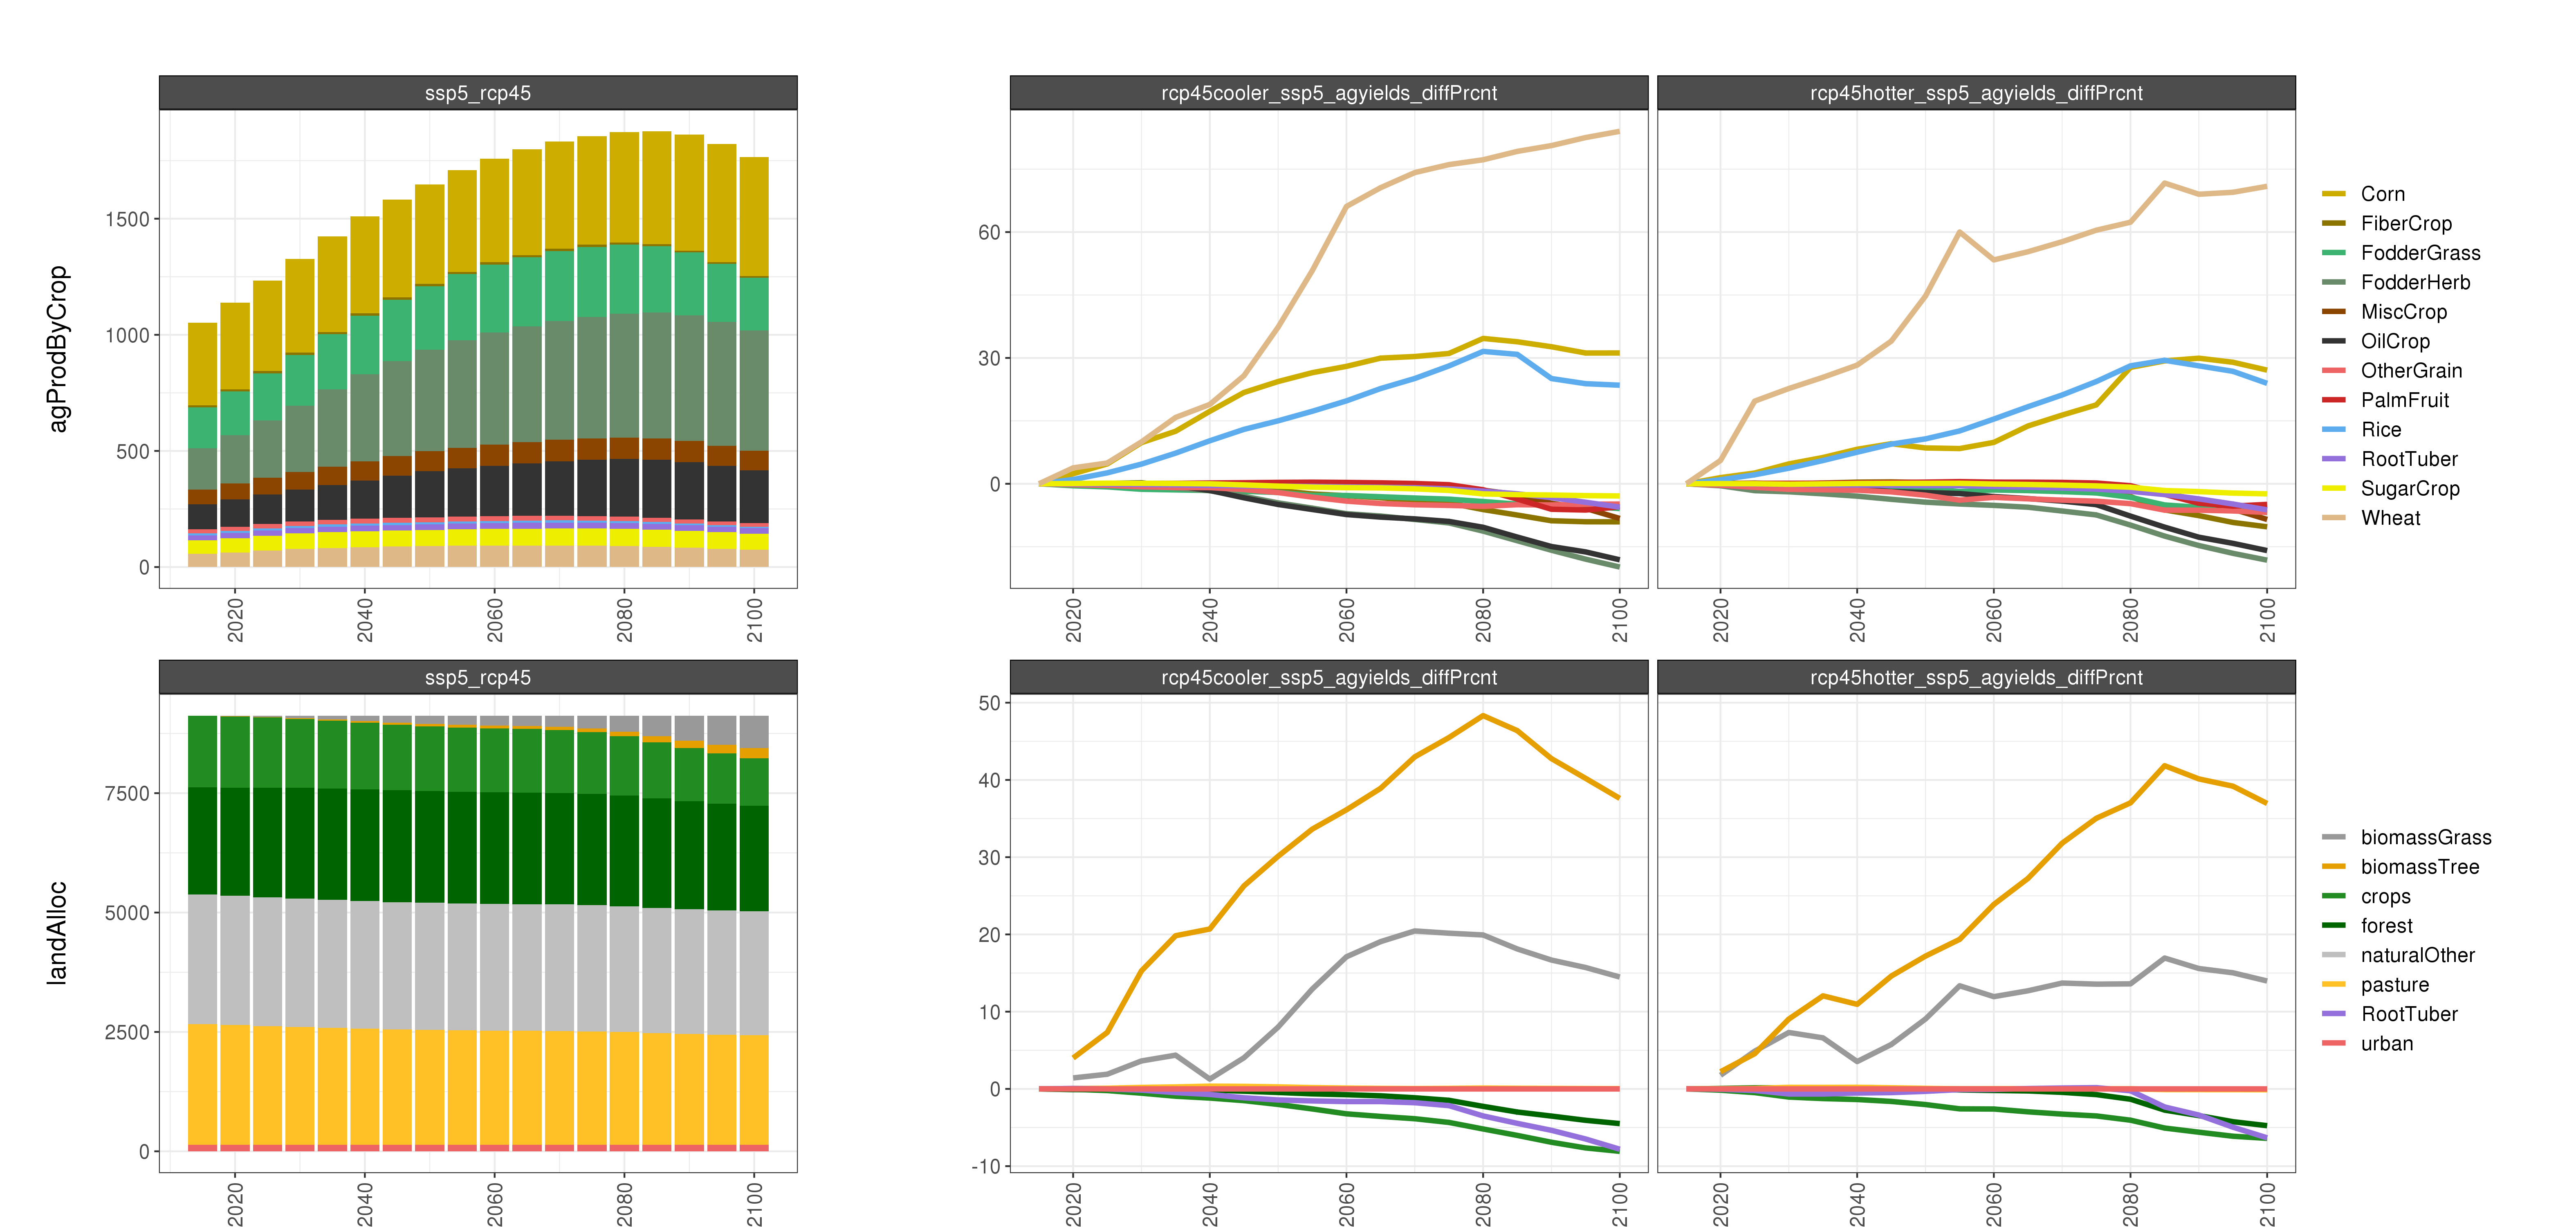 ssp5_rcp45
rcp45cooler_ssp5_agyields_diffPrcnt
rcp45hotter_ssp5_agyields_diffPrcnt
agProdByCrop
1500
1000
500
0
60
30
0
2020
2040
2060
2080
2100
2020
2040
2060
2080
2100
2020
2040
2060
2080
2100
Corn
FiberCrop
FodderGrass
FodderHerb
MiscCrop
OilCrop
OtherGrain
PalmFruit
Rice
RootTuber
SugarCrop
Wheat
ssp5_rcp45
rcp45cooler_ssp5_agyields_diffPrcnt
rcp45hotter_ssp5_agyields_diffPrcnt
landAlloc
7500
5000
2500
0
50
40
30
20
10
0
-10
2020
2040
2060
2080
2100
2020
2040
2060
2080
2100
2020
2040
2060
2080
2100
biomassGrass
biomassTree
crops
forest
naturalOther
pasture
RootTuber
urban